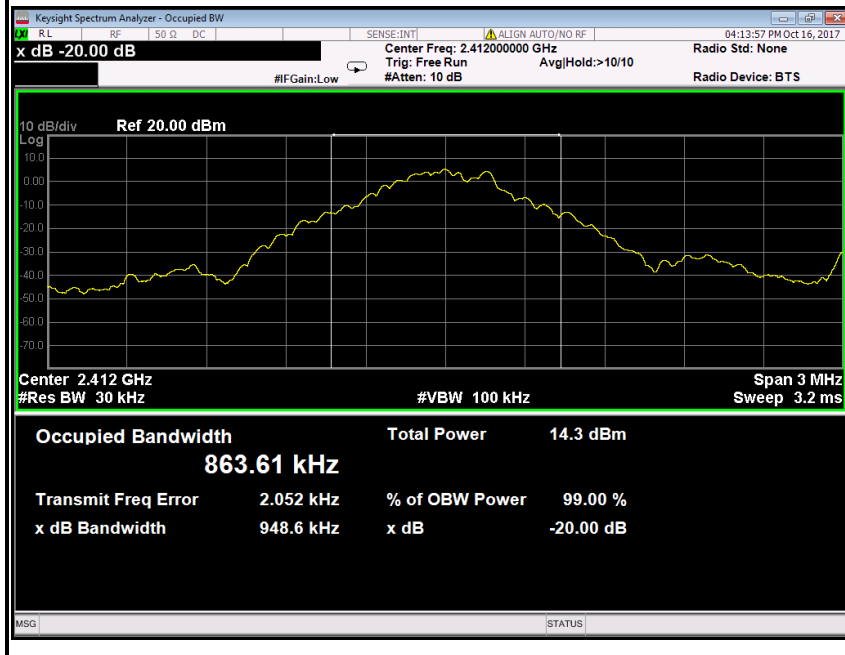 Keysight Spectrum Analyzer - Occupied BW
LXI RL RF 50 Ω DC SENSE:INT ALIGN AUTO/NO RF 04:13:57 PM Oct 16, 2017
x dB -20.00 dB Center Freq: 2.412000000 GHz Radio Std: None
Trig: Free Run Avg|Hold:>10/10
#IFGain:Low #Atten: 10 dB Radio Device: BTS
10 dB/div Ref 20.00 dBm
Log
10.0
0.00
-10.0
-20.0
-30.0
-40.0
-50.0
-60.0
-70.0
Center 2.412 GHz Span 3 MHz
#Res BW 30 kHz #VBW 100 kHz Sweep 3.2 ms
Occupied Bandwidth Total Power 14.3 dBm
863.61 kHz
Transmit Freq Error 2.052 kHz % of OBW Power 99.00 %
x dB Bandwidth 948.6 kHz x dB -20.00 dB
MSG STATUS